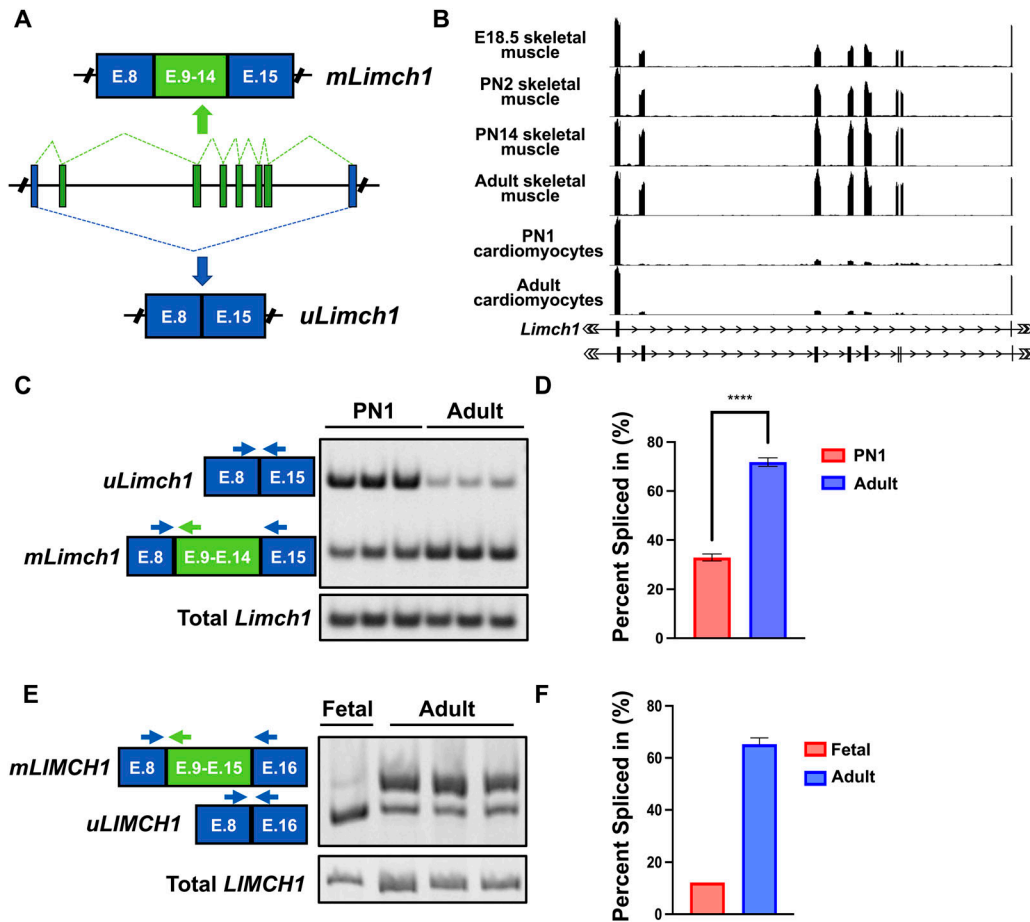 A
E.8 E.9-14 E.15 mLimch1
E.8 E.15 uLimch1
B
E18.5 skeletal
muscle
PN2 skeletal
muscle
PN14 skeletal
muscle
Adult skeletal
muscle
PN1
cardiomyocytes
Adult
cardiomyocytes
Limch1
C
PN1 Adult
uLimch1 E.8 E.15
mLimch1 E.8 E.9-E.14 E.15
Total Limch1
D
Percent Spliced in (%)
80
60
40
20
0
****
PN1
Adult
E
Fetal Adult
mLIMCH1 E.8 E.9-E.15 E.16
uLIMCH1 E.8 E.16
Total LIMCH1
F
Percent Spliced in (%)
80
60
40
20
0
Fetal
Adult